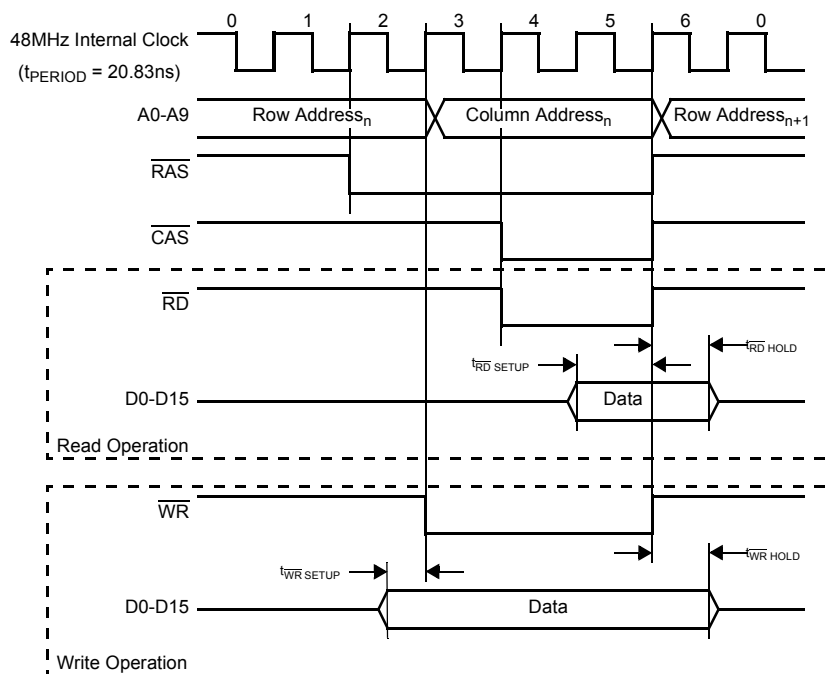 0 1 2 3 4 5 6 0
48MHz Internal Clock
(tPERIOD = 20.83ns)
A0-A9 Row Addressn Column Addressn Row Addressn+1
RAS
CAS
RD
tRD HOLD
tRD SETUP
D0-D15 Data
Read Operation
WR
tWR HOLD
tWR SETUP
D0-D15 Data
Write Operation